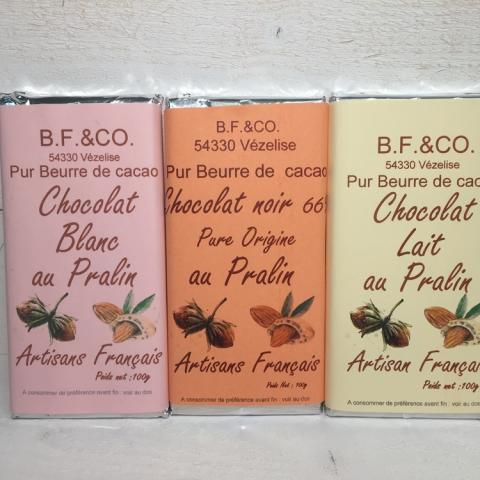 B.F.&CO.
54330 Vézelise
Pur Beurre de cacao
Chocolat
Blanc
au Pralin
Artisans Français
Poids net : 100g
A consommer de préférence avant fin : voir au dos
B.F.&CO.
54330 Vézelise
Pur Beurre de cacao
Chocolat noir 66%
Pure Origine
au Pralin
Artisans Français
Poids Net : 100g
A consommer de préférence avant fin : voir au dos
B.F.&CO.
54330 Vézelise
Pur Beurre de cac
Chocolat
Lait
au Pralin
Artisan Françai
Poids net : 100g
A consommer de préférence avant fin : voir au dos